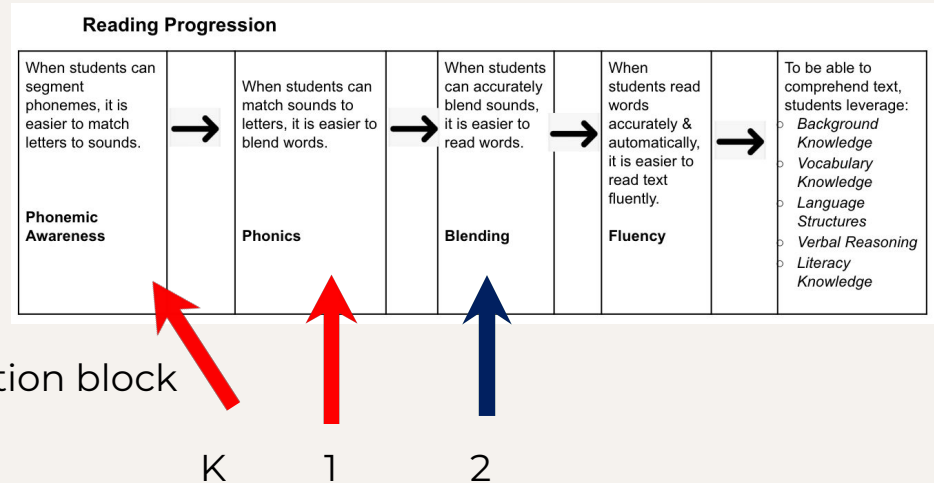 Reading Progression
When students can
segment
phonemes, it is
easier to match
letters to sounds.
Phonemic
Awareness
When students can
match sounds to
letters, it is easier to
blend words.
Phonics
When students
can accurately
blend sounds,
it is easier to
read words.
Blending
When
students read
words
accurately &
automatically,
it is easier to
read text
fluently.
Fluency
To be able to
comprehend text,
students leverage:
○ Background
Knowledge
○ Vocabulary
Knowledge
○ Language
Structures
○ Verbal Reasoning
○ Literacy
Knowledge
block
K 1 2